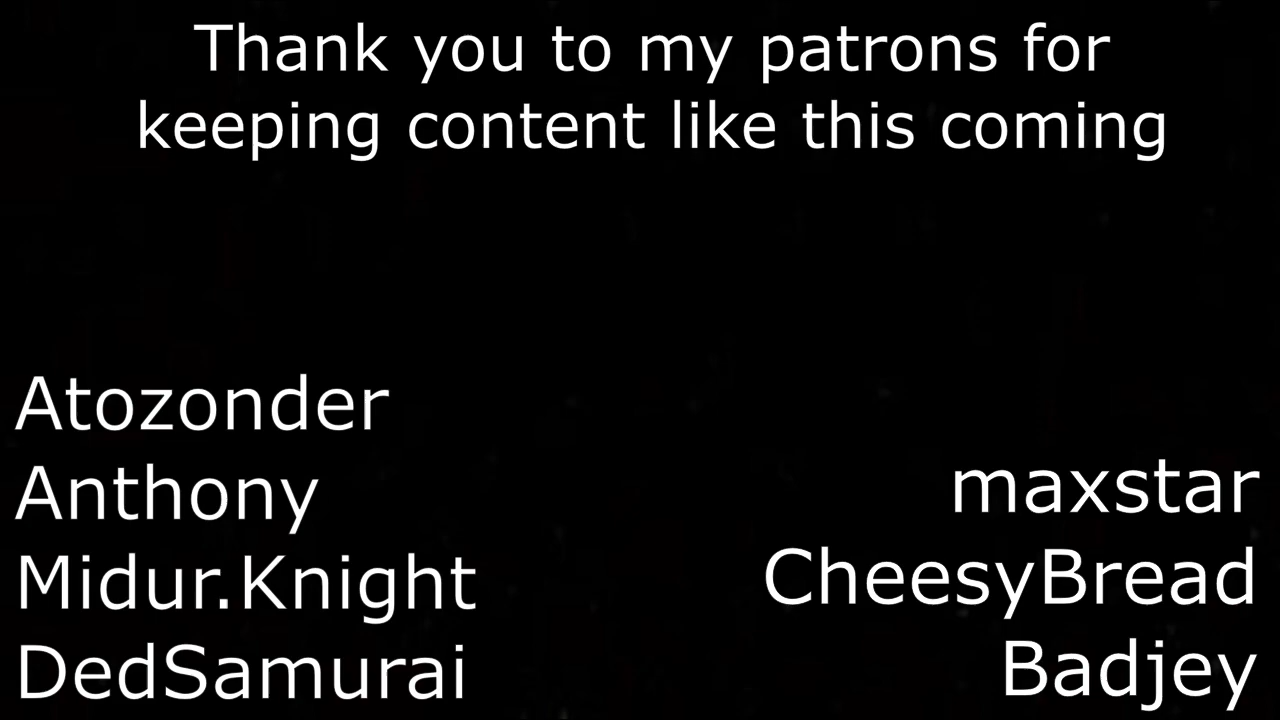 Thank you to my patrons for
keeping content like this coming
Atozonder
Anthony
Midur.Knight
DedSamurai
maxstar
CheesyBread
Badjey